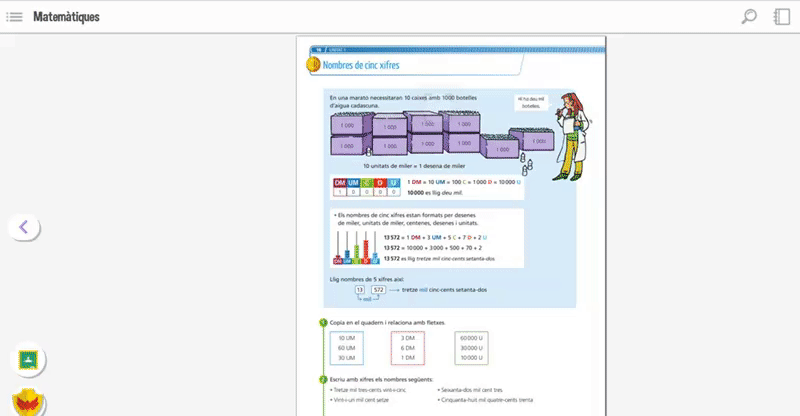 Matemàtiques
16 / UNITAT 1
Nombres de cinc xifres
En una marató necessitaran 10 caixes amb 1 000 botelles
d'aigua cadascuna.
Hi ha deu mil
botelles.
1 000
1 000
1 000
1 000
1 000
1 000
1 000
1 000
1 000
1 000
10 unitats de miler = 1 desena de miler
DM UM C D U
1 0 0 0 0
1 DM = 10 UM = 100 C = 1 000 D = 10 000 U
10 000 es llig deu mil.
• Els nombres de cinc xifres estan formats per desenes
de miler, unitats de miler, centenes, desenes i unitats.
DM UM C D U
13 572 = 1 DM + 3 UM + 5 C + 7 D + 2 U
13 572 = 10 000 + 3 000 + 500 + 70 + 2
13 572 es llig tretze mil cinc-cents setanta-dos.
Llig nombres de 5 xifres així:
13 572 → tretze mil cinc-cents setanta-dos
mil
1 Copia en el quadern i relaciona amb fletxes.
10 UM 3 DM 60 000 U
60 UM 6 DM 30 000 U
30 UM 1 DM 10 000 U
2 Escriu amb xifres els nombres següents:
• Tretze mil tres-cents vint-i-cinc
• Seixanta-dos mil cent tres
• Vint-i-un mil cent setze
• Cinquanta-huit mil quatre-cents trenta